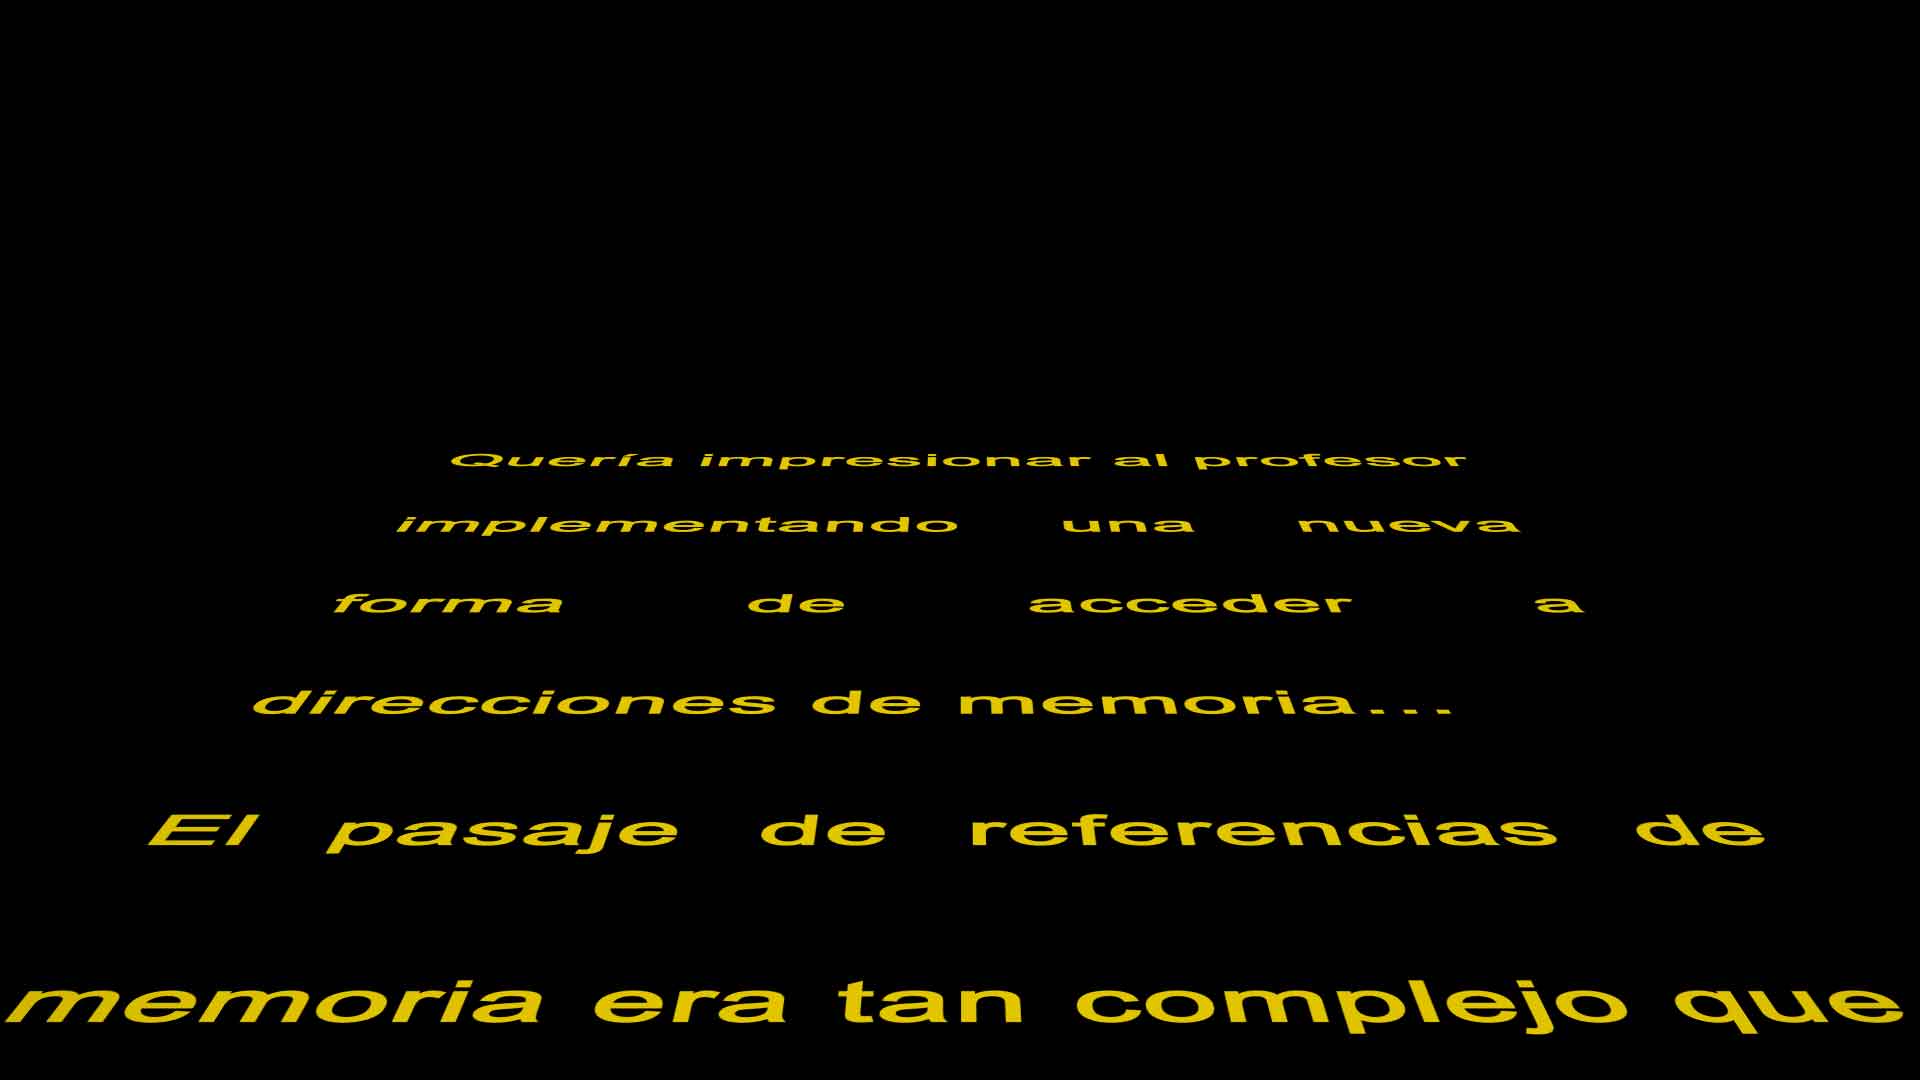 Quería impresionar al profesor
implementando una nueva
forma de acceder a
direcciones de memoria...
El pasaje de referencias de
memoria era tan complejo que